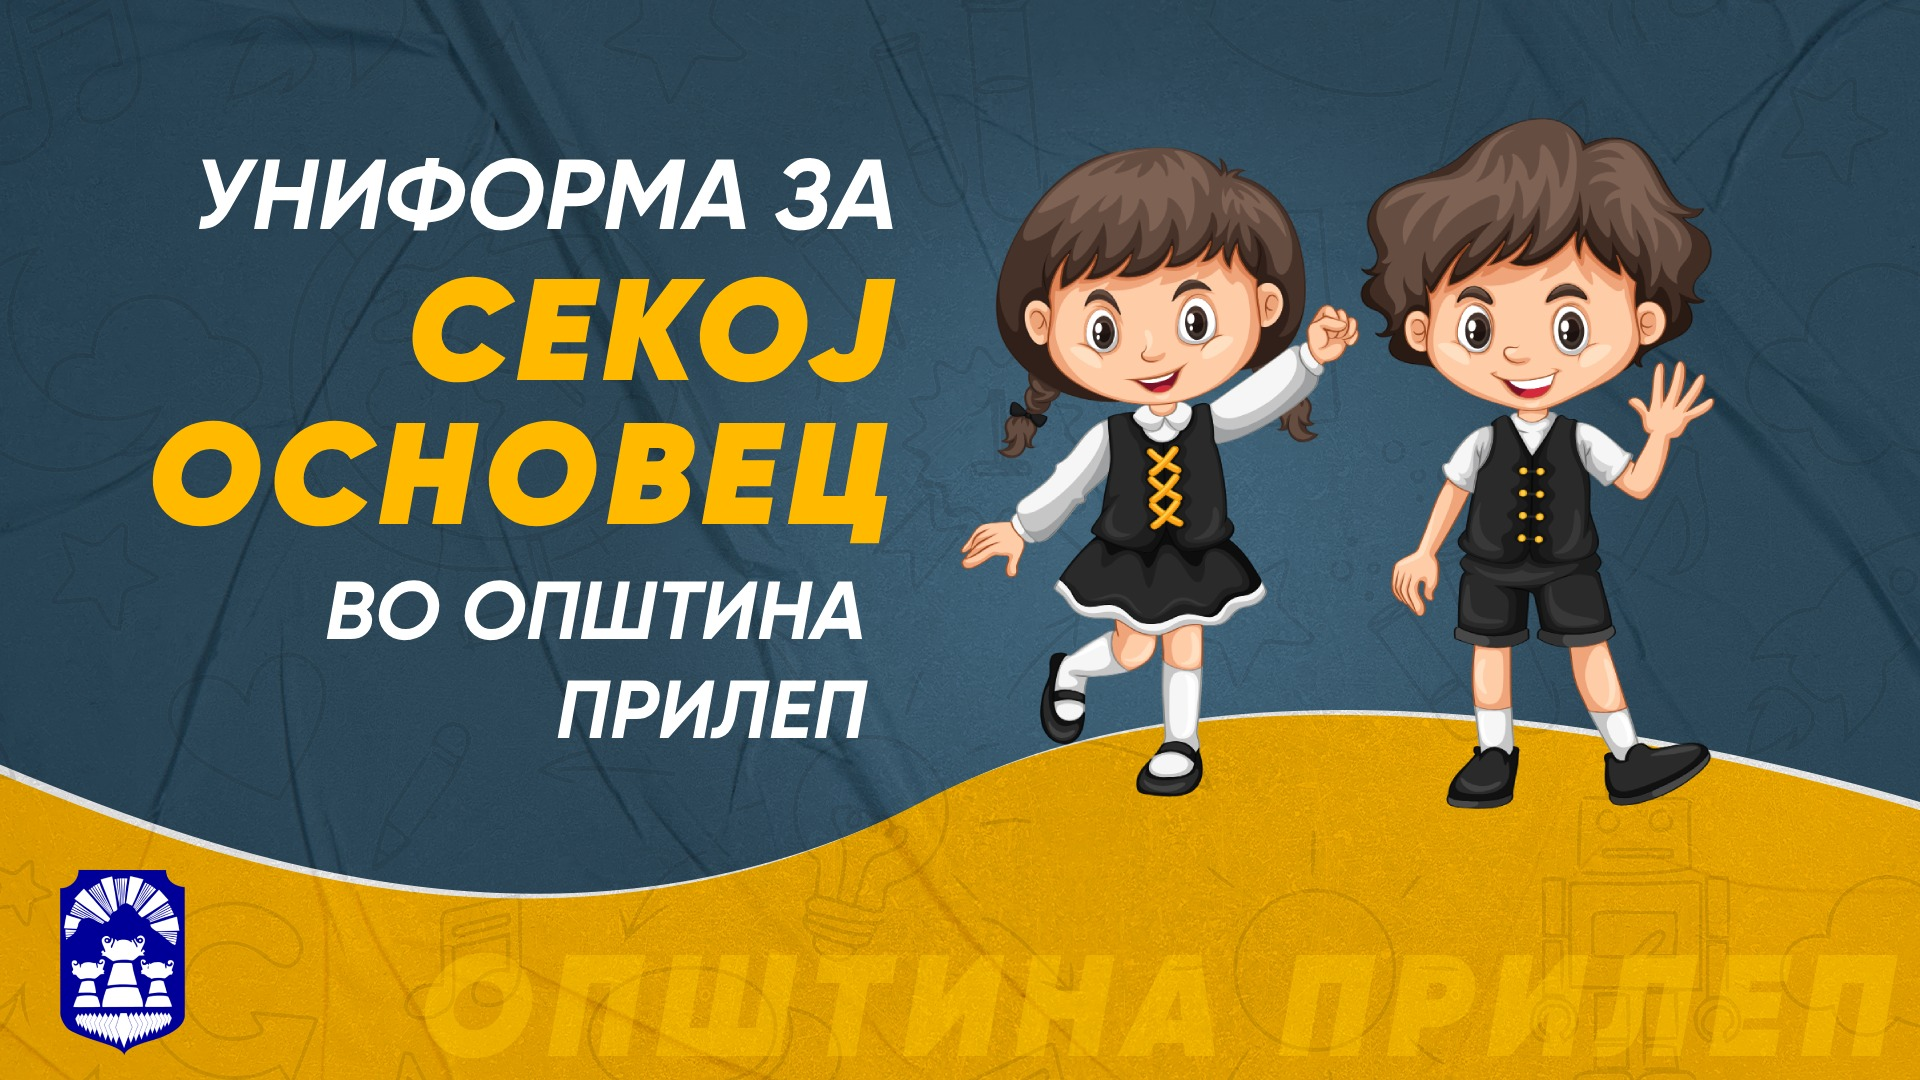 УНИФОРМА ЗА
СЕКОЈ
ОСНОВЕЦ
ВО ОПШТИНА
ПРИЛЕП
ОПШТИНА ПРИЛЕП